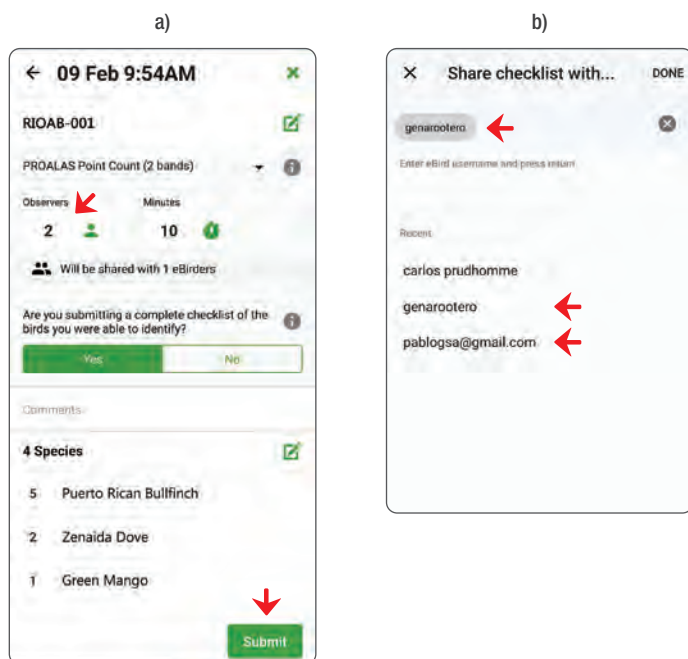 a)
09 Feb 9:54AM
RIOAB-001
PROALAS Point Count (2 bands)
Observers Minutes
2 10
Will be shared with 1 eBirders
Are you submitting a complete checklist of the
birds you were able to identify?
Yes No
Comments
4 Species
5 Puerto Rican Bullfinch
2 Zenaida Dove
1 Green Mango
Submit
b)
Share checklist with... DONE
genarootero
Enter eBird username and press return
Recent
carlos prudhomme
genarootero
pablogsa@gmail.com